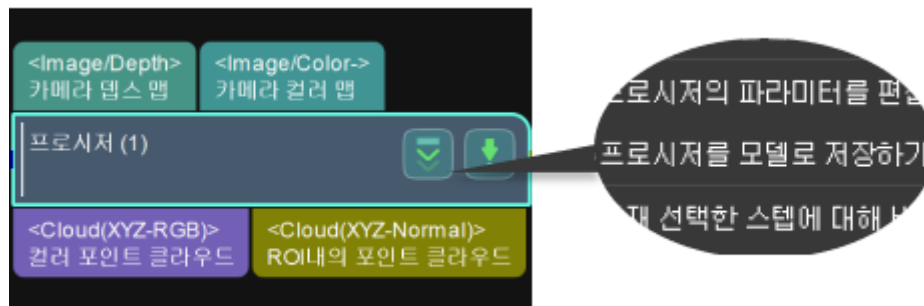 <Image/Depth>
카메라 뎁스 맵
<Image/Color->
카메라 컬러 맵
프로시저 (1)
<Cloud(XYZ-RGB)>
컬러 포인트 클라우드
<Cloud(XYZ-Normal)>
ROI내의 포인트 클라우드
프로시저의 파라미터를
프로시저를 모델로 저장하기
선택한 스텝에 대해